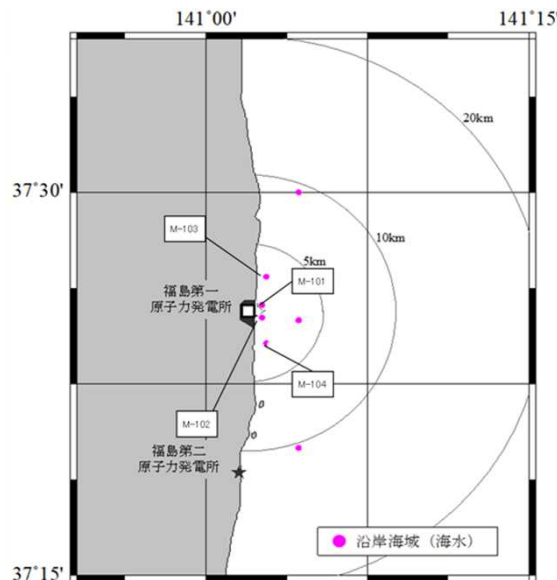 141°00'
141°15'
20km
37°30'
M-103
10km
5km
M-101
福島第一
原子力発電所
M-104
M-102
福島第二
原子力発電所
沿岸海域（海水）
37°15'